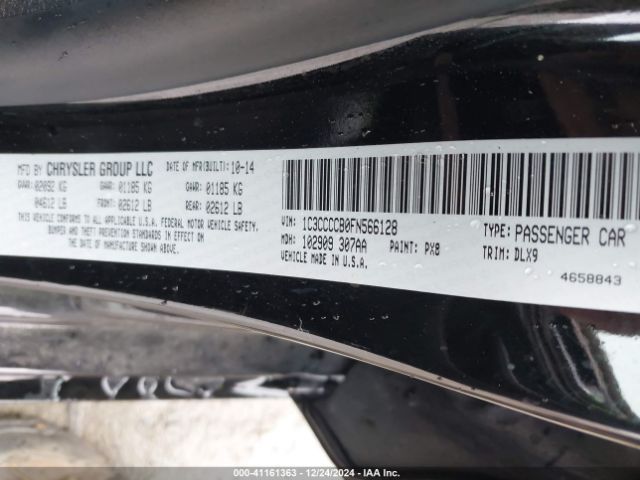 MFD BY CHRYSLER GROUP LLC DATE OF MFR(BUILT): 10-14
GVWR: 02092 KG GAWR: 01185 KG GAWR: 01185 KG
04612 LB FRONT: 02612 LB REAR: 02612 LB
THIS VEHICLE CONFORMS TO ALL APPLICABLE U.S.A. FEDERAL MOTOR VEHICLE SAFETY,
BUMPER AND THEFT PREVENTION STANDARDS IN EFFECT
ON THE DATE OF MANUFACTURE SHOWN ABOVE.
VIN: 1C3CCCCB0FN566128 TYPE: PASSENGER CAR
MDH: 102909 307AA PAINT: PX8 TRIM: DLX9
VEHICLE MADE IN U.S.A.
4658843
000-41161363 • 12/24/2024 - IAA Inc.